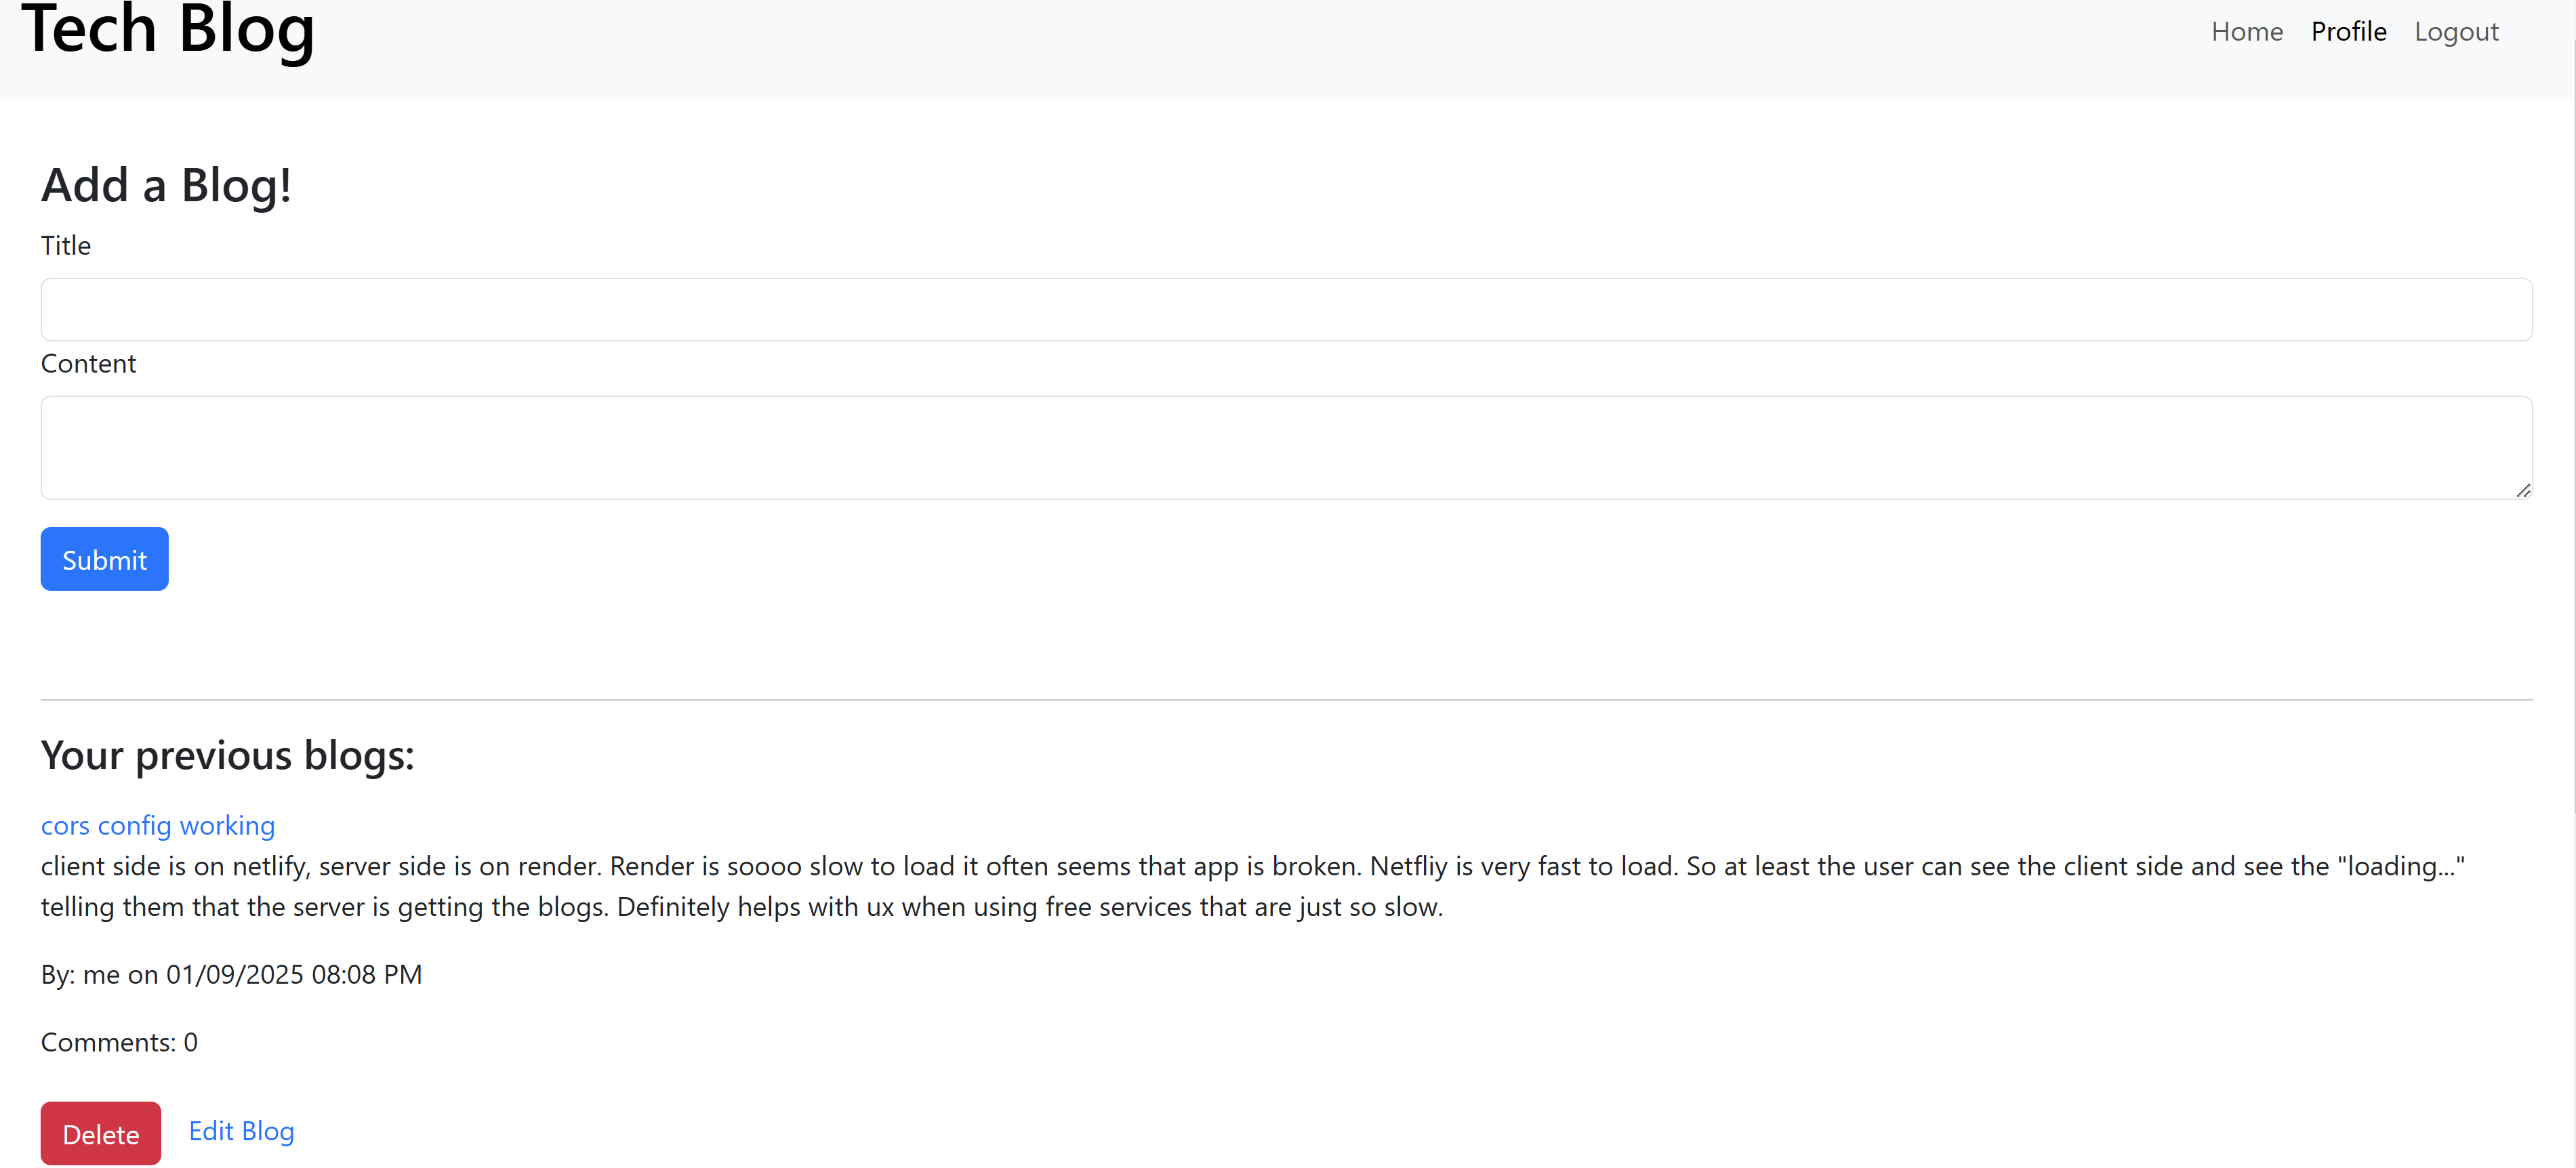 Tech Blog
Home Profile Logout
Add a Blog!
Title
Content
Submit
Your previous blogs:
cors config working
client side is on netlify, server side is on render. Render is soooo slow to load it often seems that app is broken. Netfliy is very fast to load. So at least the user can see the client side and see the "loading..."
telling them that the server is getting the blogs. Definitely helps with ux when using free services that are just so slow.
By: me on 01/09/2025 08:08 PM
Comments: 0
Delete Edit Blog